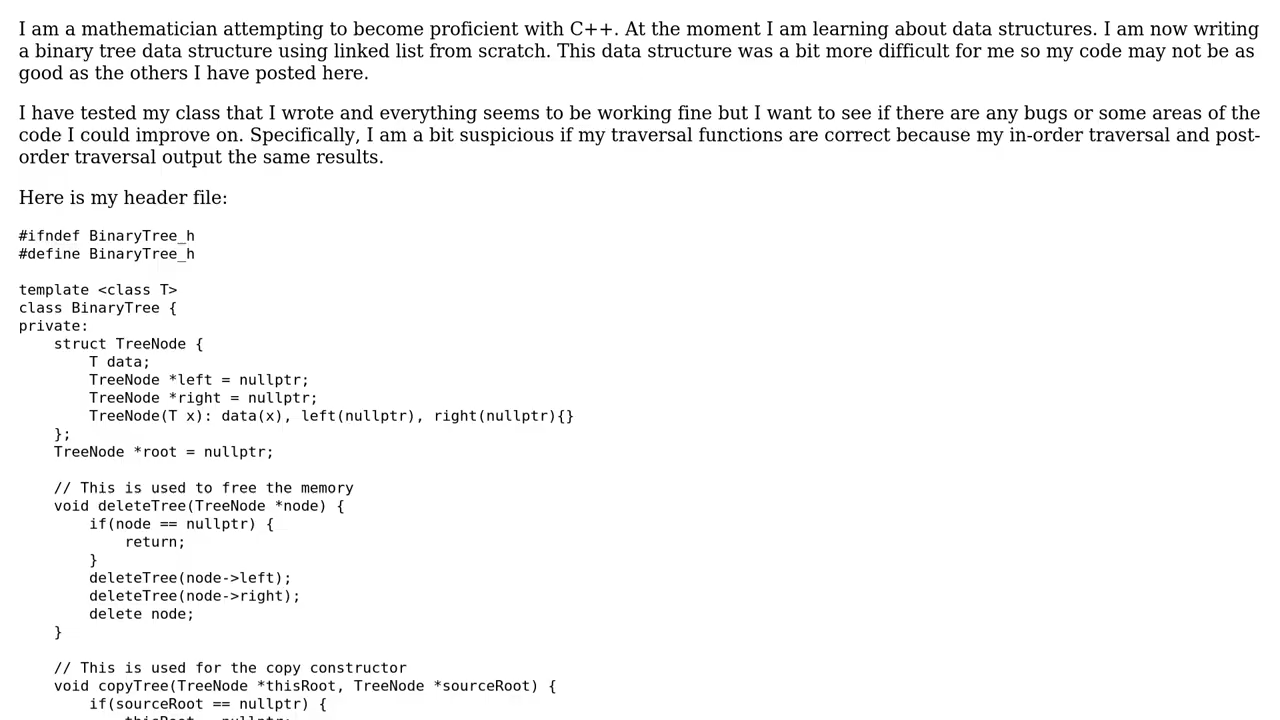 I am a mathematician attempting to become proficient with C++. At the moment I am learning about data structures. I am now writing
a binary tree data structure using linked list from scratch. This data structure was a bit more difficult for me so my code may not be as
good as the others I have posted here.
I have tested my class that I wrote and everything seems to be working fine but I want to see if there are any bugs or some areas of the
code I could improve on. Specifically, I am a bit suspicious if my traversal functions are correct because my in-order traversal and post-
order traversal output the same results.
Here is my header file:
#ifndef BinaryTree_h
#define BinaryTree_h
template <class T>
class BinaryTree {
private:
    struct TreeNode {
        T data;
        TreeNode *left = nullptr;
        TreeNode *right = nullptr;
        TreeNode(T x): data(x), left(nullptr), right(nullptr){}
    };
    TreeNode *root = nullptr;
    // This is used to free the memory
    void deleteTree(TreeNode *node) {
        if(node == nullptr) {
            return;
        }
        deleteTree(node->left);
        deleteTree(node->right);
        delete node;
    }
    // This is used for the copy constructor
    void copyTree(TreeNode *thisRoot, TreeNode *sourceRoot) {
        if(sourceRoot == nullptr) {